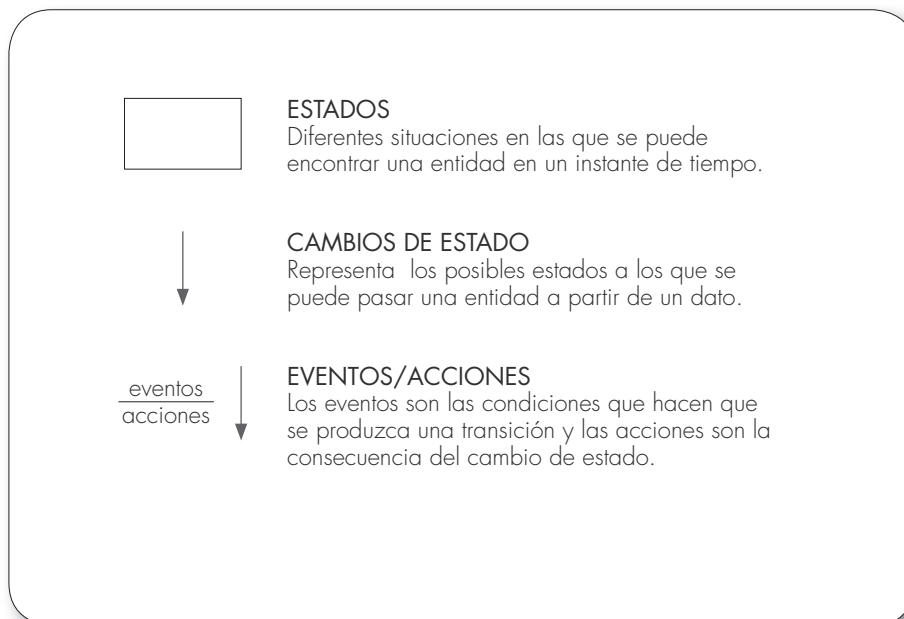 ESTADOS
Diferentes situaciones en las que se puede
encontrar una entidad en un instante de tiempo.
CAMBIOS DE ESTADO
Representa  los posibles estados a los que se
puede pasar una entidad a partir de un dato.
eventos
acciones
EVENTOS/ACCIONES
Los eventos son las condiciones que hacen que
se produzca una transición y las acciones son la
consecuencia del cambio de estado.